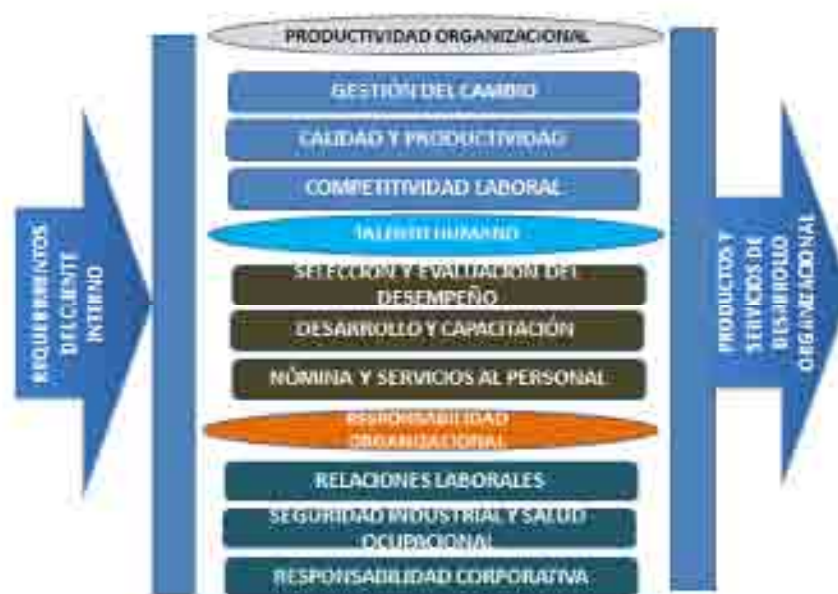 PRODUCTIVIDAD ORGANIZACIONAL
GESTIÓN DEL CAMBIO
CALIDAD Y PRODUCTIVIDAD
COMPETITIVIDAD LABORAL
TALENTO HUMANO
SELECCIÓN Y EVALUACIÓN DEL
DESEMPEÑO
DESARROLLO Y CAPACITACIÓN
NÓMINA Y SERVICIOS AL PERSONAL
RESPONSABILIDAD
ORGANIZACIONAL
RELACIONES LABORALES
SEGURIDAD INDUSTRIAL Y SALUD
OCUPACIONAL
RESPONSABILIDAD CORPORATIVA
REQUERIMIENTOS
DEL CLIENTE
INTERNO
PRODUCTOS Y
SERVICIOS DE
DESARROLLO
ORGANIZACIONAL